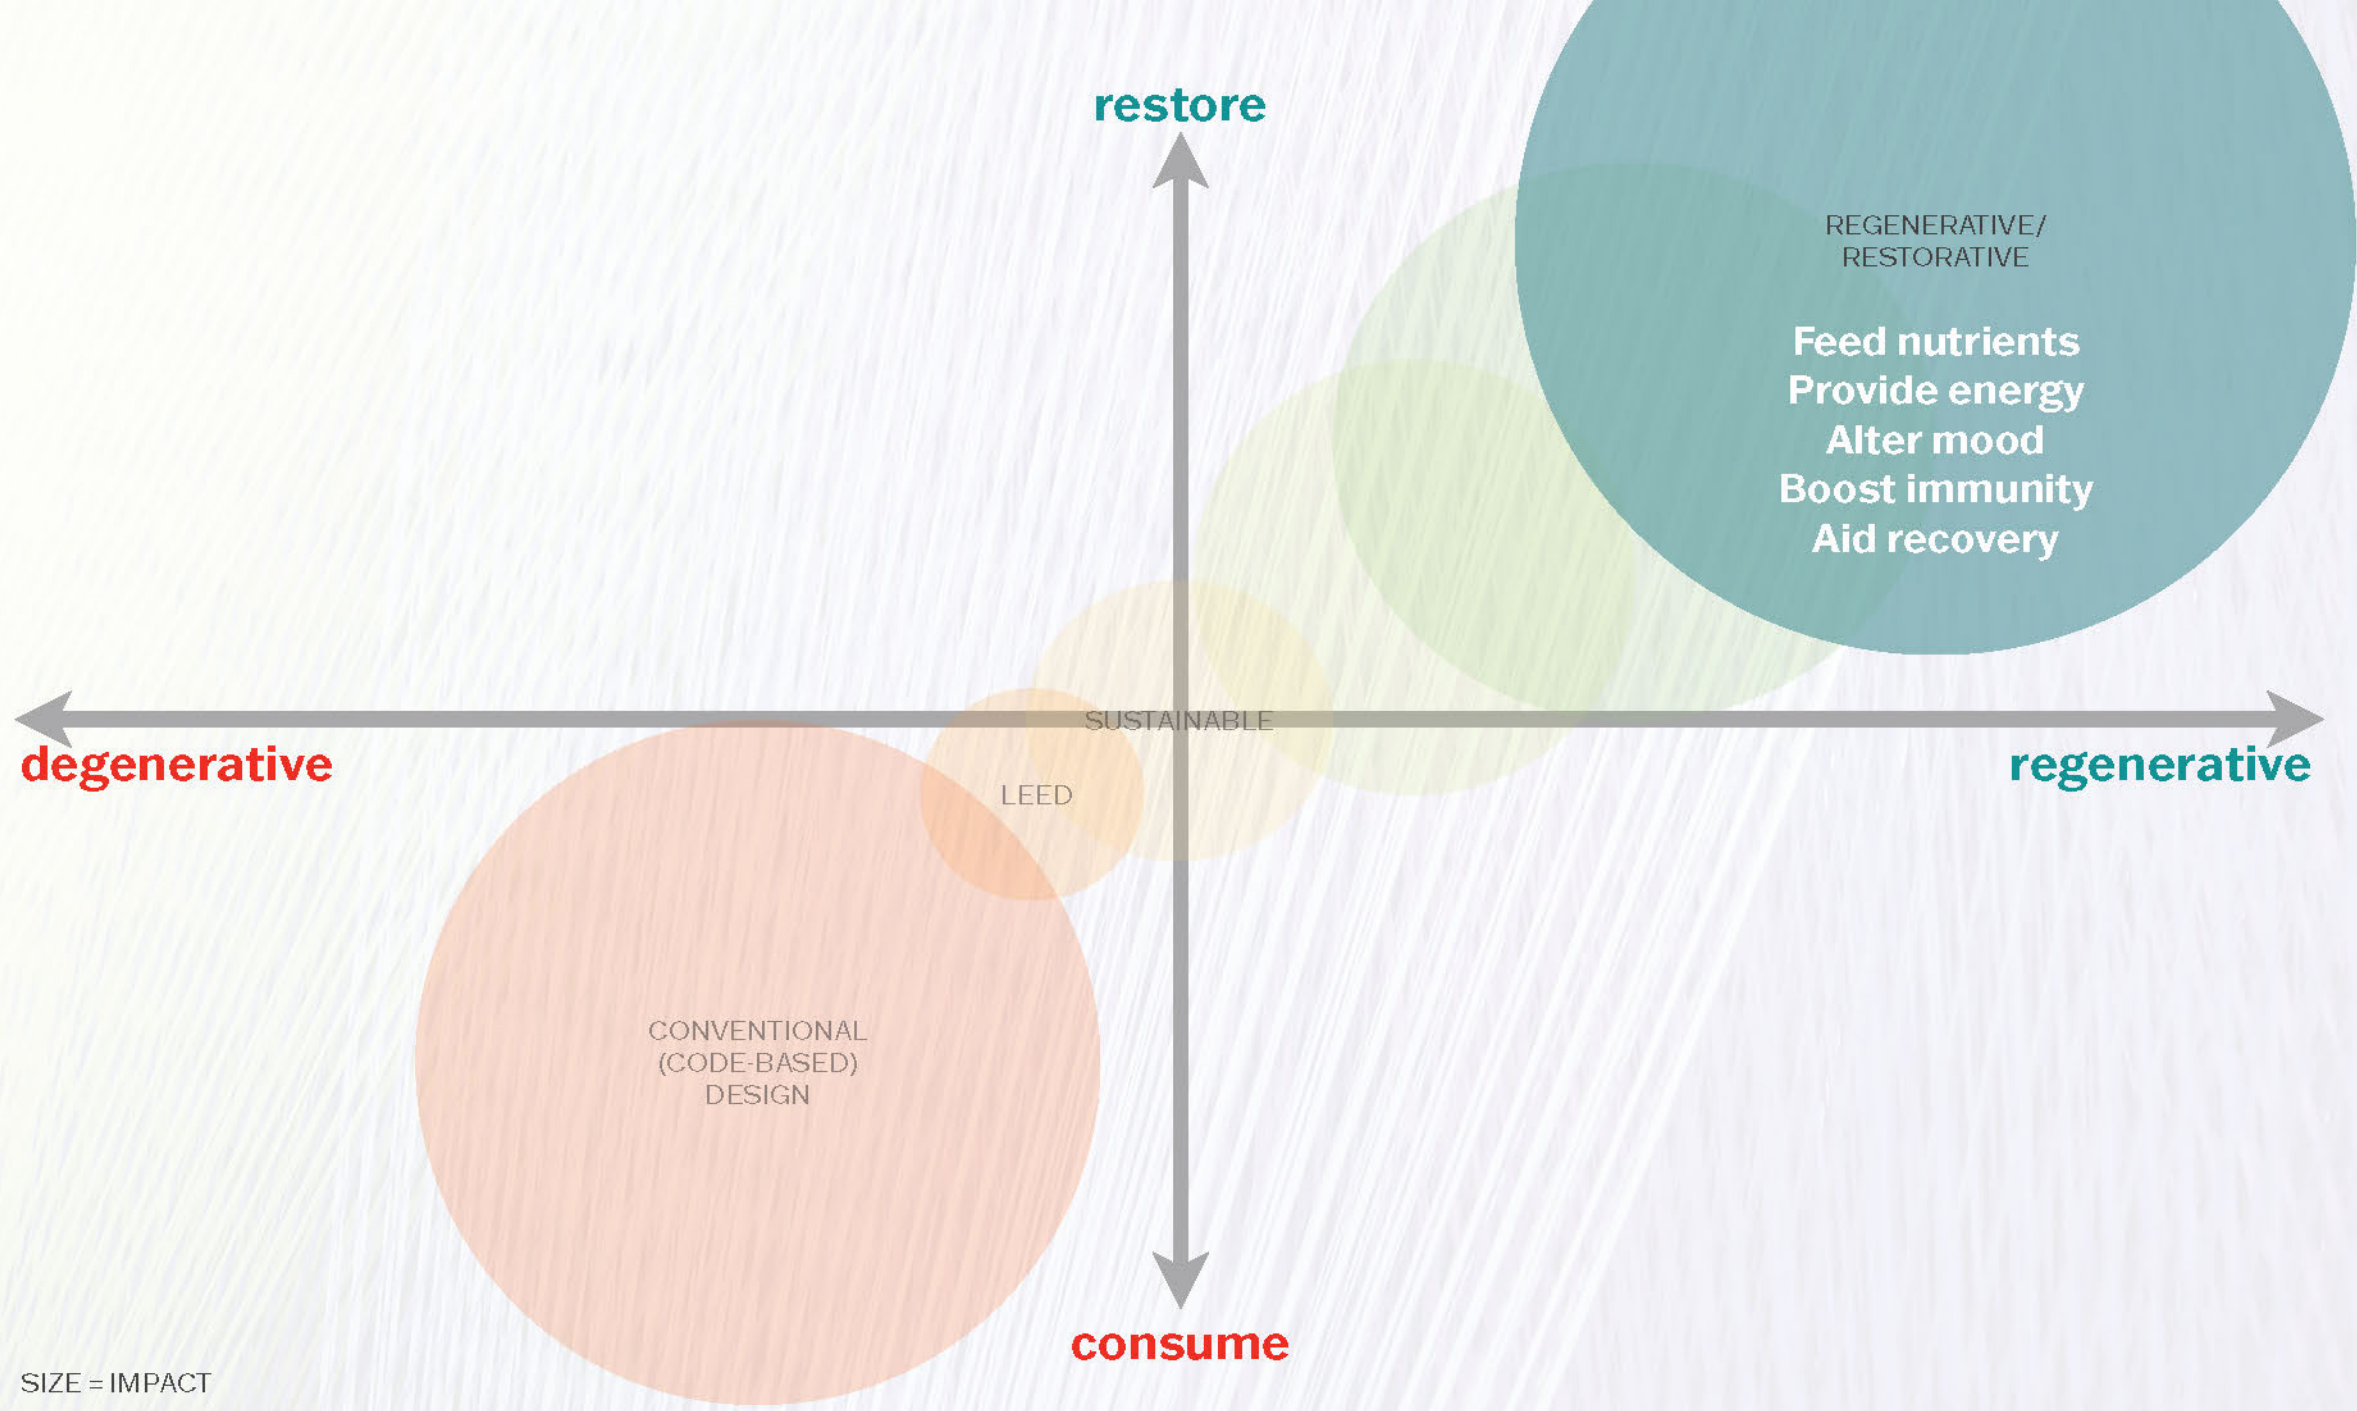 restore
REGENERATIVE/
RESTORATIVE
Feed nutrients
Provide energy
Alter mood
Boost immunity
Aid recovery
SUSTAINABLE
degenerative
regenerative
LEED
CONVENTIONAL
(CODE-BASED)
DESIGN
consume
SIZE = IMPACT